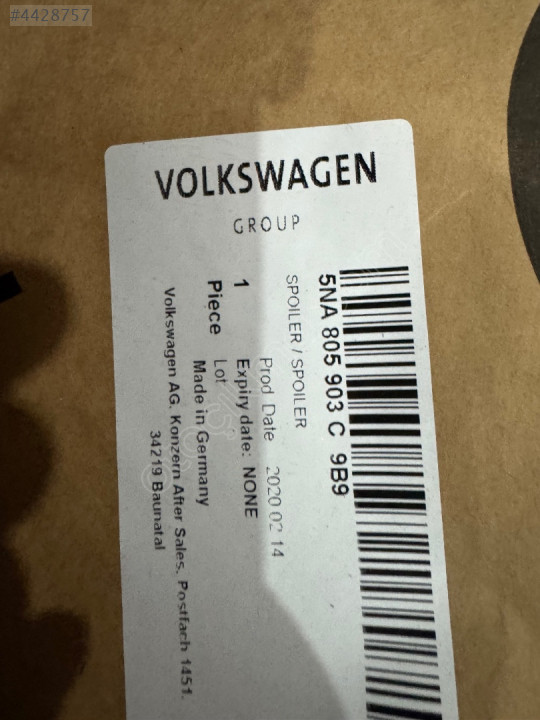 #4428757
VOLKSWAGEN
GROUP
5NA 805 903 C 9B9
SPOILER / SPOILER
Prod Date 2020 02 14
1 Expiry date: NONE
Piece Lot
Made in Germany
Volkswagen AG. Konzern After Sales. Postfach 1451.
34219 Baunatal